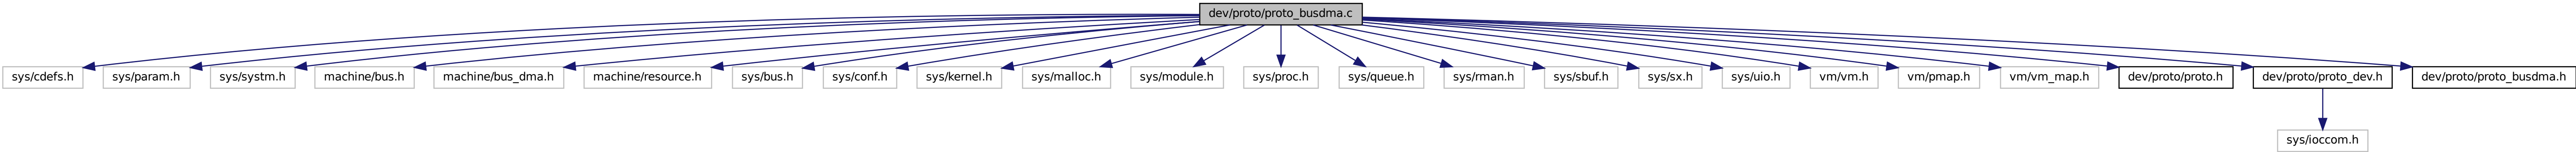 dev/proto/proto_busdma.c
sys/cdefs.h
sys/param.h
sys/systm.h
machine/bus.h
machine/bus_dma.h
machine/resource.h
sys/bus.h
sys/conf.h
sys/kernel.h
sys/malloc.h
sys/module.h
sys/proc.h
sys/queue.h
sys/rman.h
sys/sbuf.h
sys/sx.h
sys/uio.h
vm/vm.h
vm/pmap.h
vm/vm_map.h
dev/proto/proto.h
dev/proto/proto_dev.h
dev/proto/proto_busdma.h
sys/ioccom.h